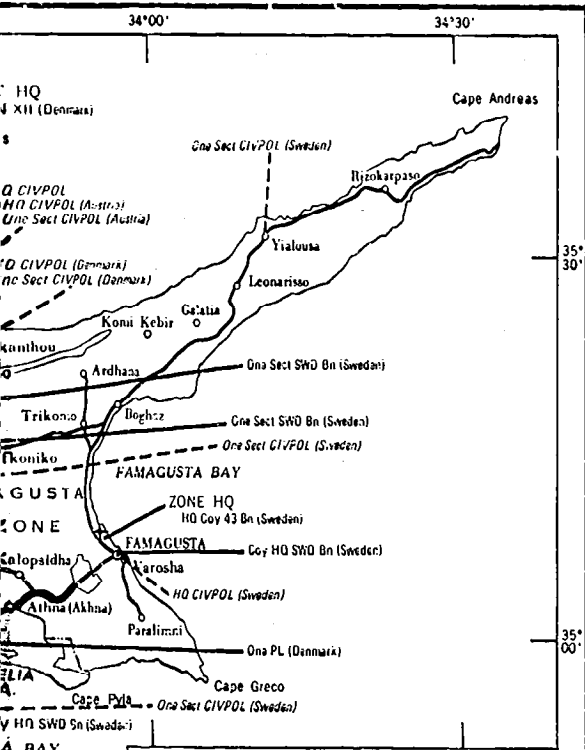 34°00' 34°30'
HQ
XII (Denmark)
Cape Andreas
One Sect CIVPOL (Sweden)
Rizokarpaso
CIVPOL
HQ CIVPOL (Austria)
One Sect CIVPOL (Austria)
Yialousa
35°
30'
CIVPOL (Denmark)
One Sect CIVPOL (Denmark)
Leonarisso
Galatia
Komi Kebir
kanthou
Ardhana
One Sect SWD Bn (Sweden)
Trikomo
Boghaz
One Sect SWD Bn (Sweden)
One Sect CIVPOL (Sweden)
koniko
FAMAGUSTA BAY
AGUSTA
ZONE
ZONE HQ
HQ Coy 43 Bn (Sweden)
FAMAGUSTA
Coy HQ SWD Bn (Sweden)
Kalopsidha
Varosha
HQ CIVPOL (Sweden)
Athna (Akhna)
Paralimni
35°
00'
One PL (Denmark)
ELIA
A.
Cape Greco
Cape Pyla
One Sect CIVPOL (Sweden)
HQ SWD Bn (Sweden)
BAY